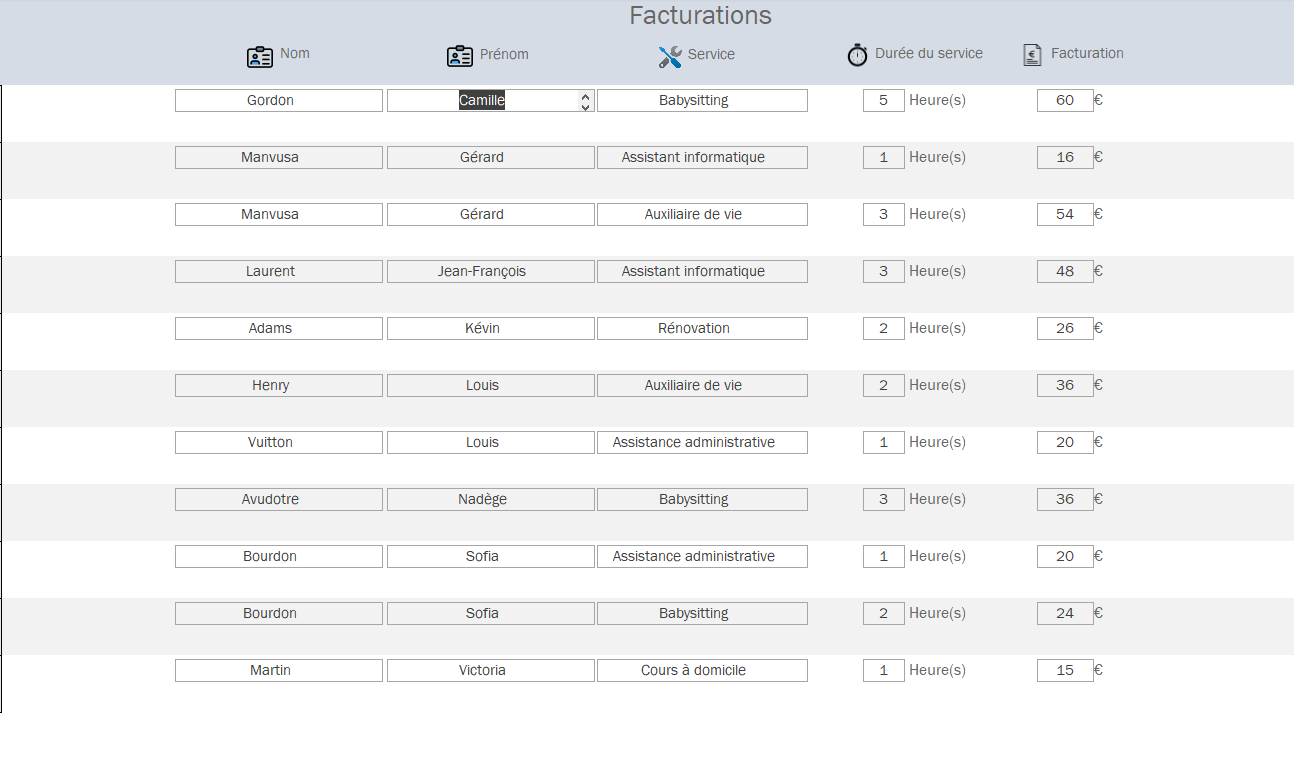 Facturations
Nom Prénom Service Durée du service Facturation
Gordon Camille Babysitting 5 Heure(s) 60 €
Manvusa Gérard Assistant informatique 1 Heure(s) 16 €
Manvusa Gérard Auxiliaire de vie 3 Heure(s) 54 €
Laurent Jean-François Assistant informatique 3 Heure(s) 48 €
Adams Kévin Rénovation 2 Heure(s) 26 €
Henry Louis Auxiliaire de vie 2 Heure(s) 36 €
Vuitton Louis Assistance administrative 1 Heure(s) 20 €
Avudotre Nadège Babysitting 3 Heure(s) 36 €
Bourdon Sofia Assistance administrative 1 Heure(s) 20 €
Bourdon Sofia Babysitting 2 Heure(s) 24 €
Martin Victoria Cours à domicile 1 Heure(s) 15 €